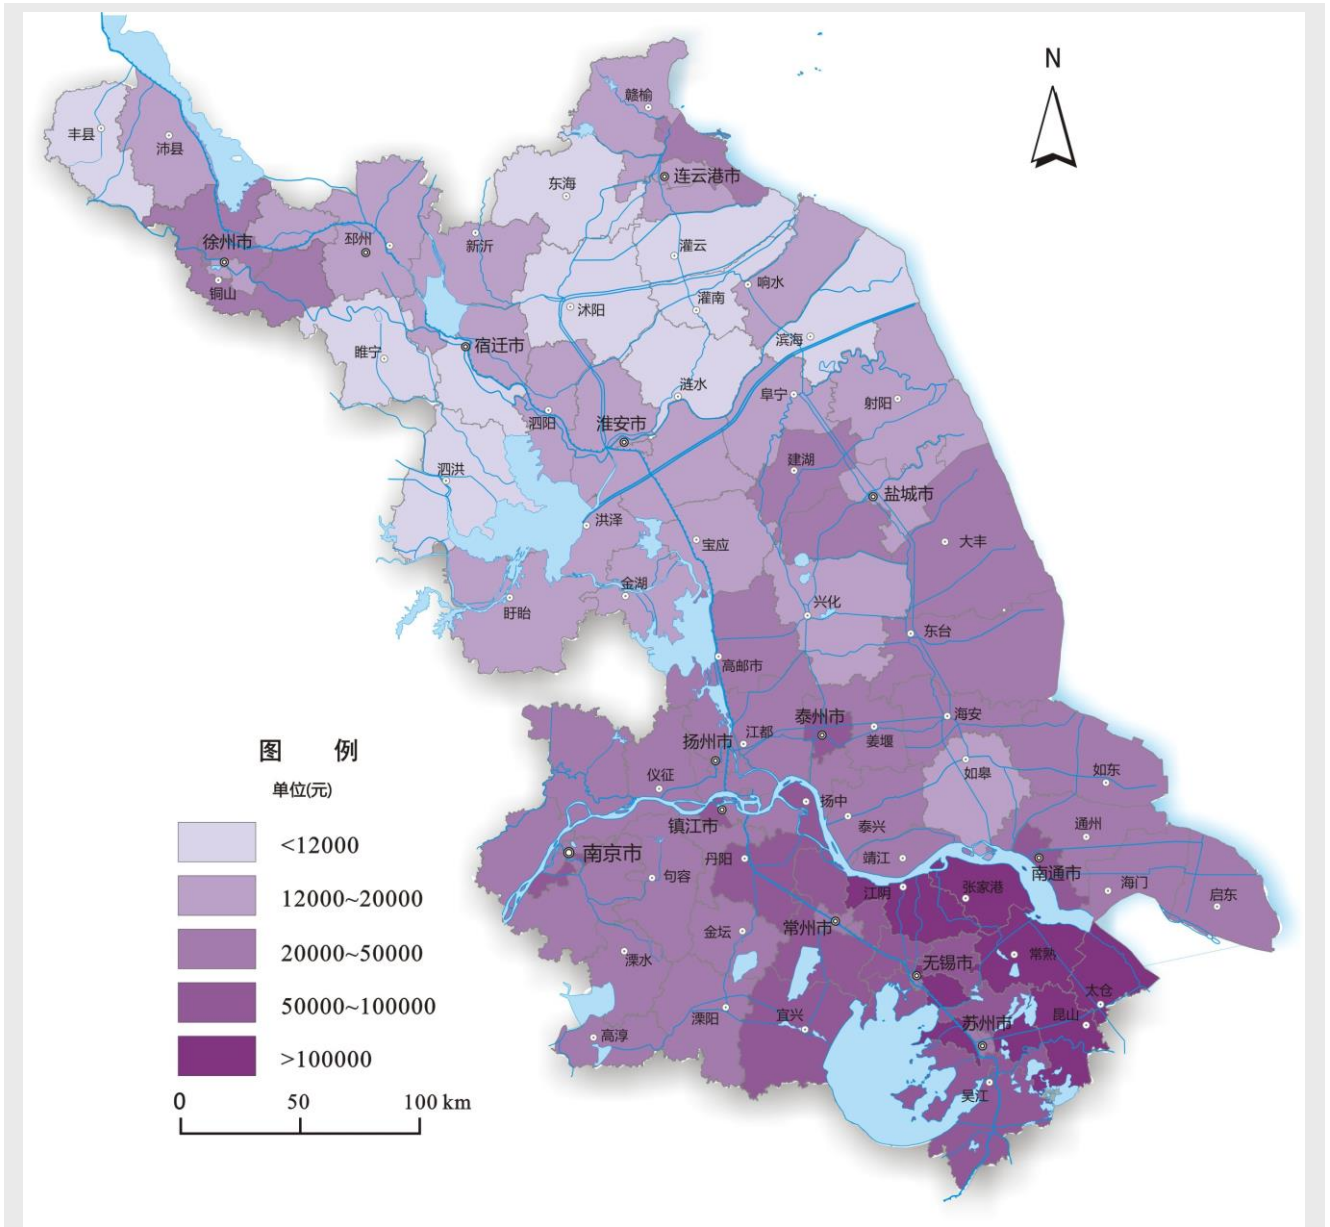 N
赣榆
丰县
沛县
连云港市
东海
徐州市
邳州
新沂
灌云
铜山
响水
灌南
沭阳
滨海
睢宁
宿迁市
涟水
阜宁
射阳
泗阳
淮安市
建湖
泗洪
盐城市
洪泽
宝应
大丰
金湖
盱眙
兴化
东台
高邮市
泰州市
海安
扬州市
江都
姜堰
图 例
如皋
如东
仪征
单位(元)
扬中
镇江市
泰兴
通州
<12000
南京市
丹阳
靖江
南通市
句容
江阴
张家港
海门
启东
12000~20000
金坛
常州市
20000~50000
溧水
无锡市
常熟
太仓
50000~100000
溧阳
宜兴
昆山
苏州市
高淳
>100000
吴江
0 50 100 km